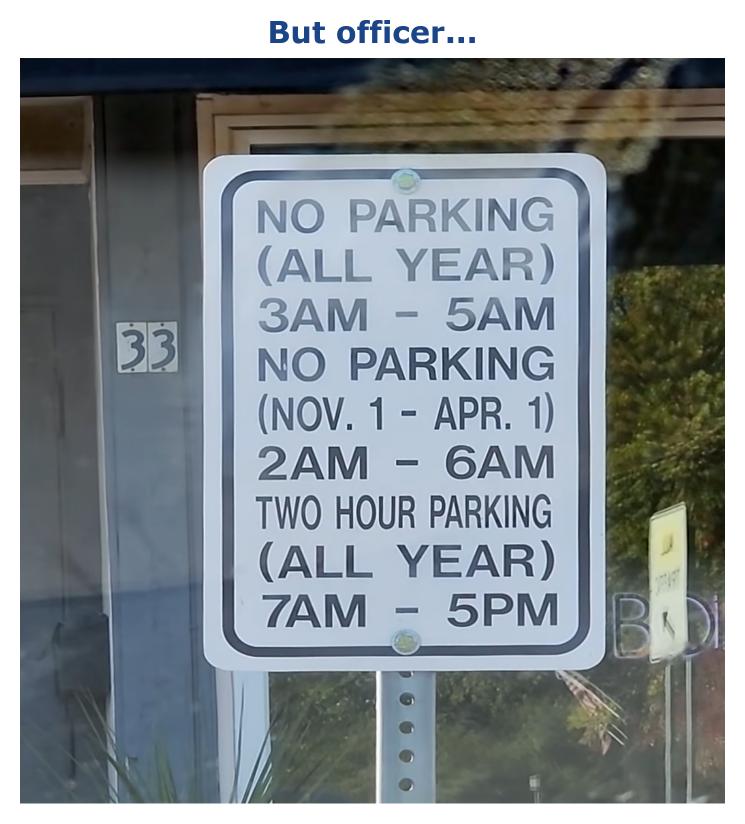 But officer...
NO PARKING
(ALL YEAR)
3AM – 5AM
NO PARKING
(NOV. 1 – APR. 1)
2AM – 6AM
TWO HOUR PARKING
(ALL YEAR)
7AM – 5PM
33